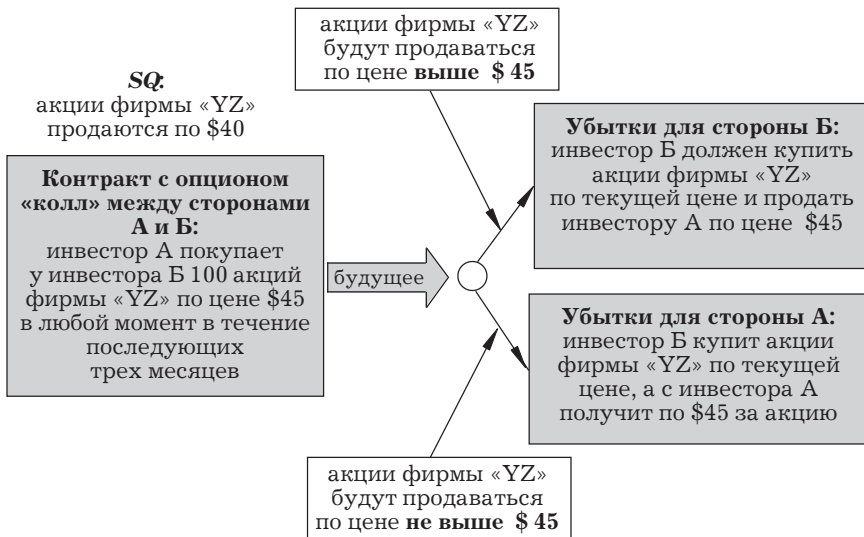 акции фирмы «YZ»
будут продаваться
по цене выше $ 45
SQ:
акции фирмы «YZ»
продаются по $40
Контракт с опционом
«колл» между сторонами
А и Б:
инвестор А покупает
у инвестора Б 100 акций
фирмы «YZ» по цене $45
в любой момент в течение
последующих
трех месяцев
будущее
Убытки для стороны Б:
инвестор Б должен купить
акции фирмы «YZ»
по текущей цене и продать
инвестору А по цене $45
Убытки для стороны А:
инвестор Б купит акции
фирмы «YZ» по текущей
цене, а с инвестора А
получит по $45 за акцию
акции фирмы «YZ»
будут продаваться
по цене не выше $ 45